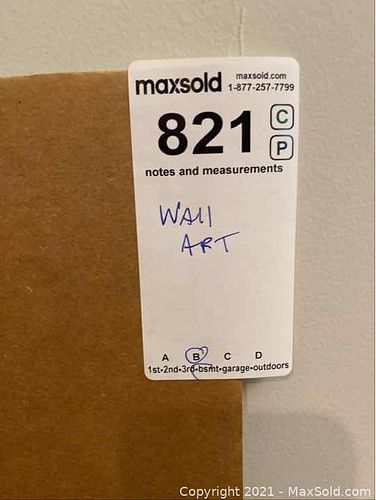 maxsold maxsold.com
1-877-257-7799
821 C
P
notes and measurements
WAll
ART
A B C D
1st-2nd-3rd-bsmt-garage-outdoors
Copyright 2021 - MaxSold.com